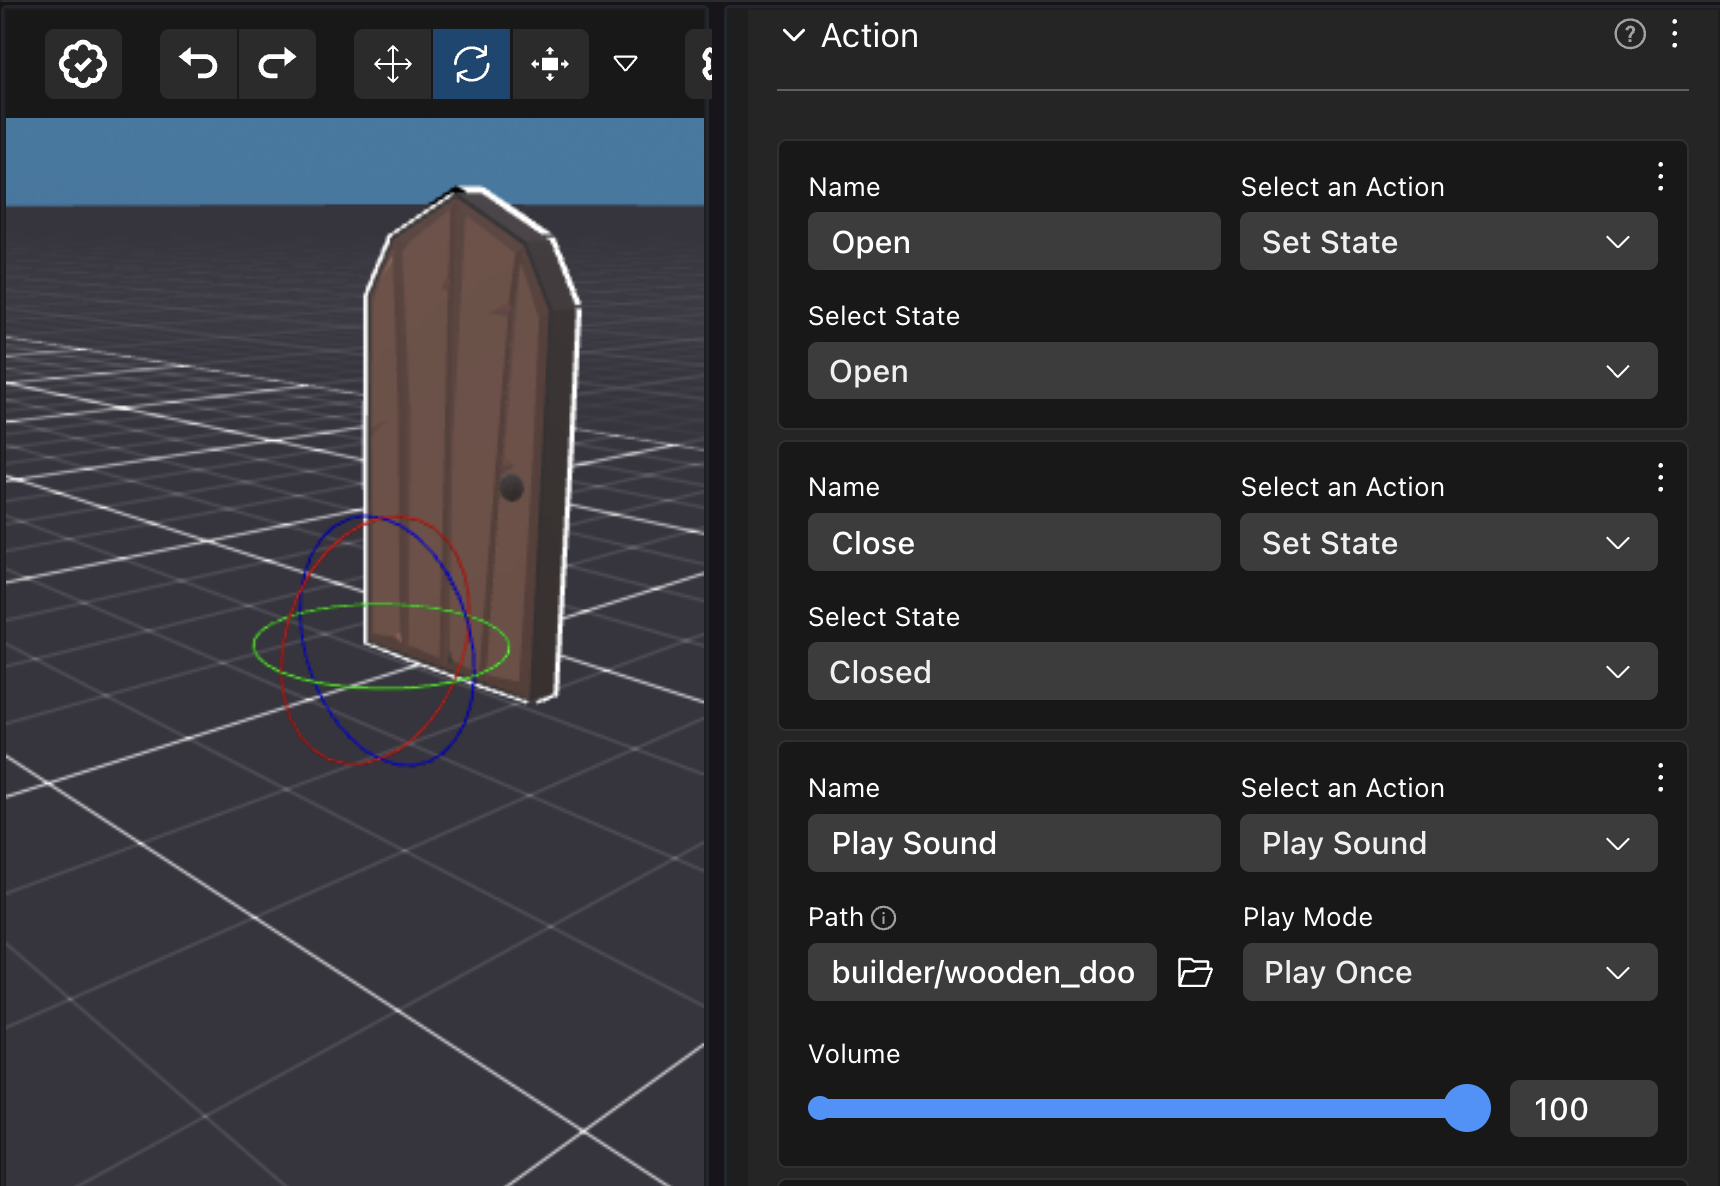 Action
Name
Select an Action
Open
Set State
Select State
Open
Name
Select an Action
Close
Set State
Select State
Closed
Name
Select an Action
Play Sound
Play Sound
Path
Play Mode
builder/wooden_doo
Play Once
Volume
100